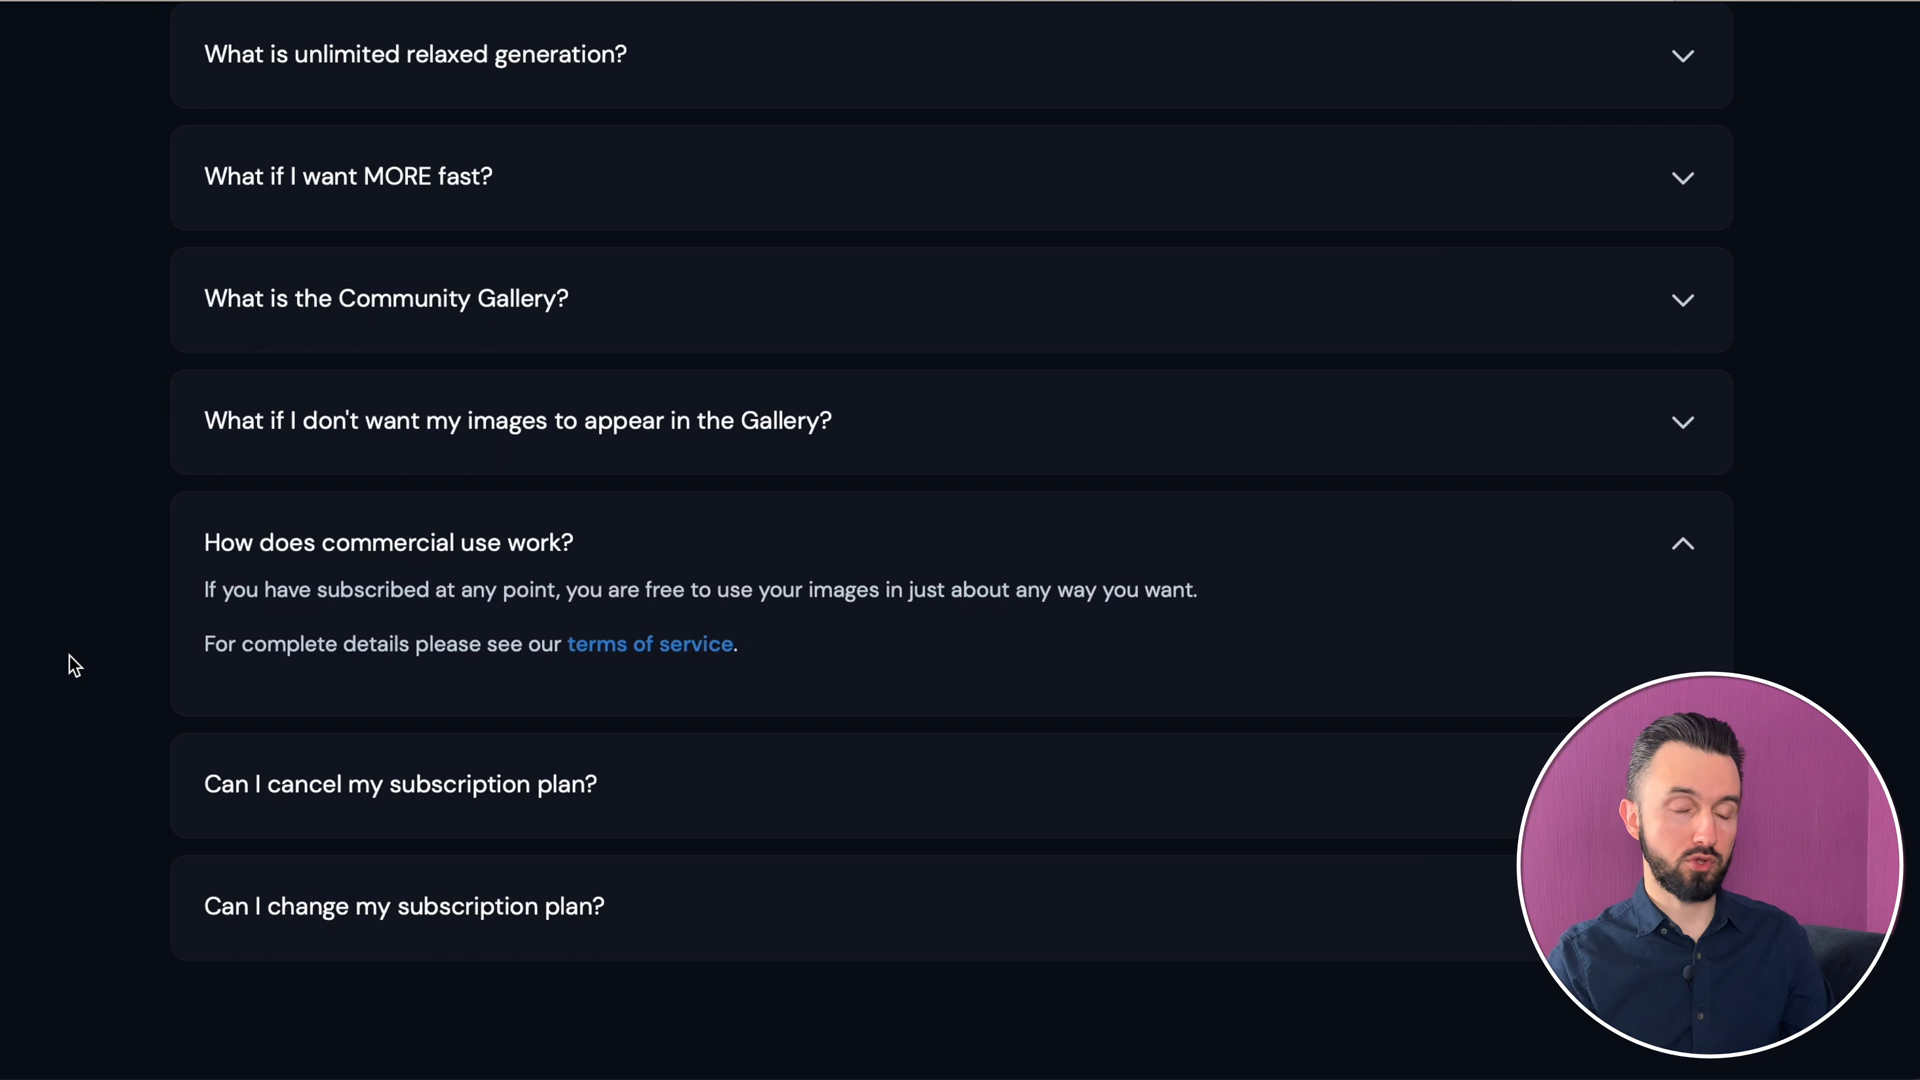 What is unlimited relaxed generation?
What if I want MORE fast?
What is the Community Gallery?
What if I don't want my images to appear in the Gallery?
How does commercial use work?
If you have subscribed at any point, you are free to use your images in just about any way you want.
For complete details please see our terms of service.
Can I cancel my subscription plan?
Can I change my subscription plan?